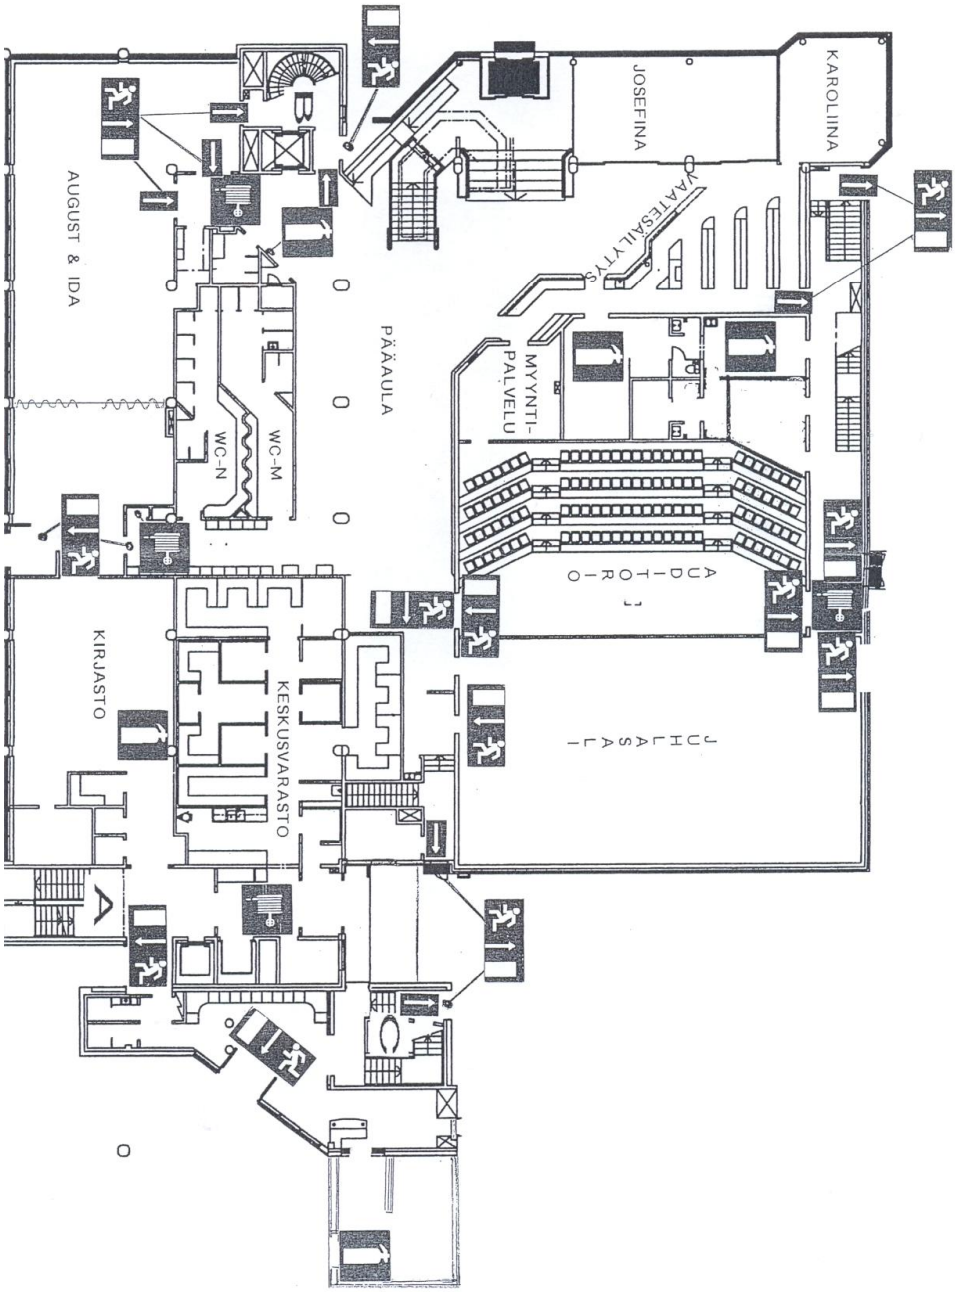 KAROLIINA
JOSEFINA
VAATESÄILYTYS
AUGUST & IDA
PÄÄAULA
MYYNTI-
PALVELU
WC-N
WC-M
AUDITORIO
KIRJASTO
KESKUSVARASTO
JUHLASALI